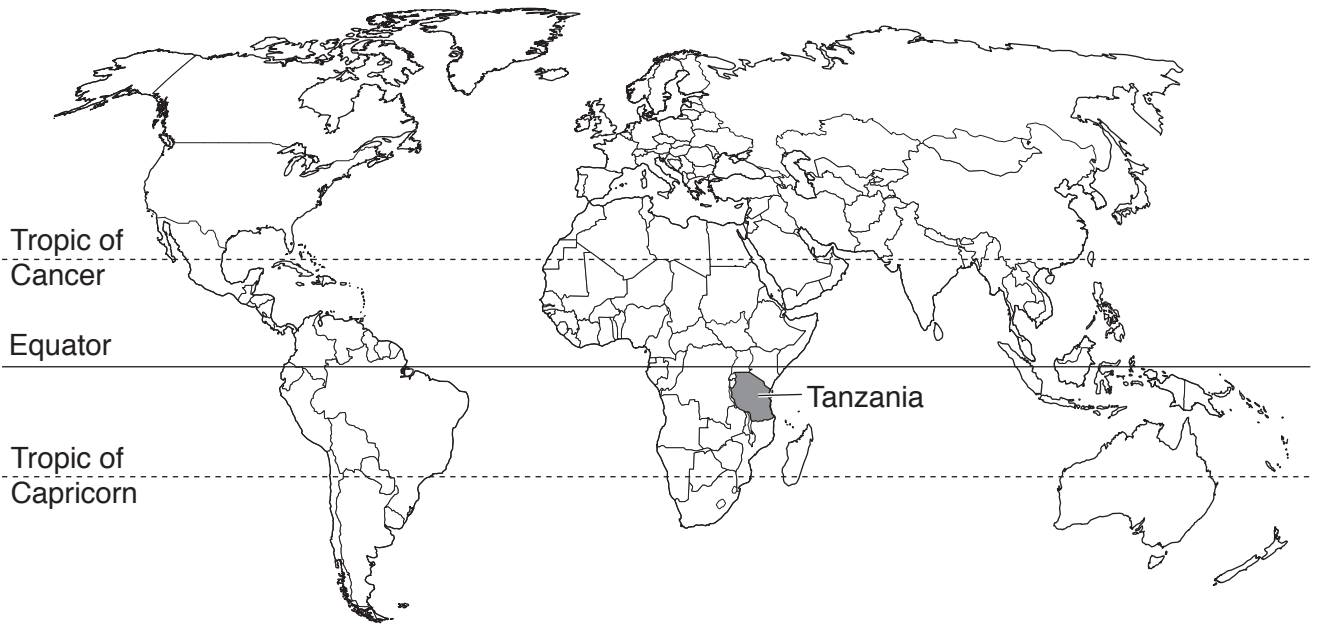 Tropic of
Cancer
Equator
Tanzania
Tropic of
Capricorn